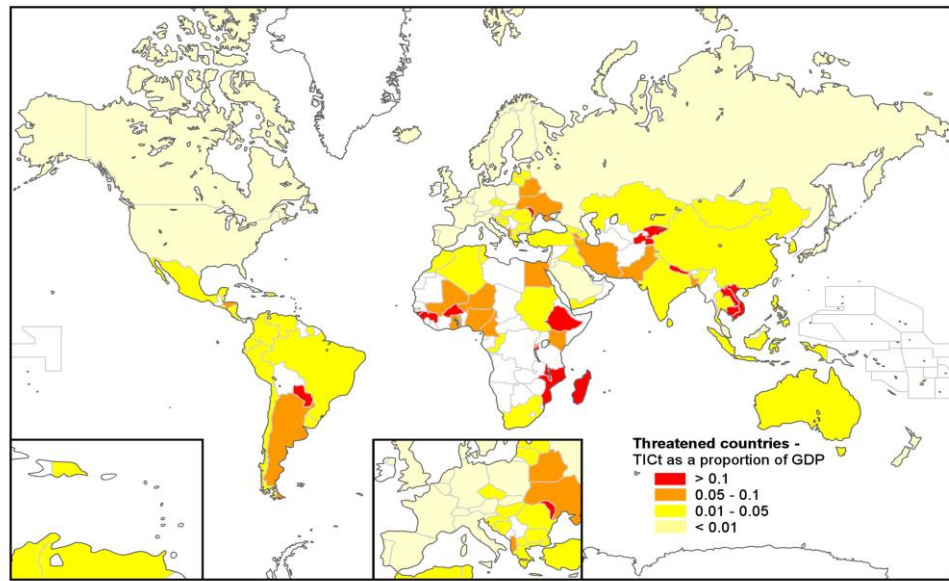 Threatened countries -
TICt as a proportion of GDP
> 0.1
0.05 - 0.1
0.01 - 0.05
< 0.01